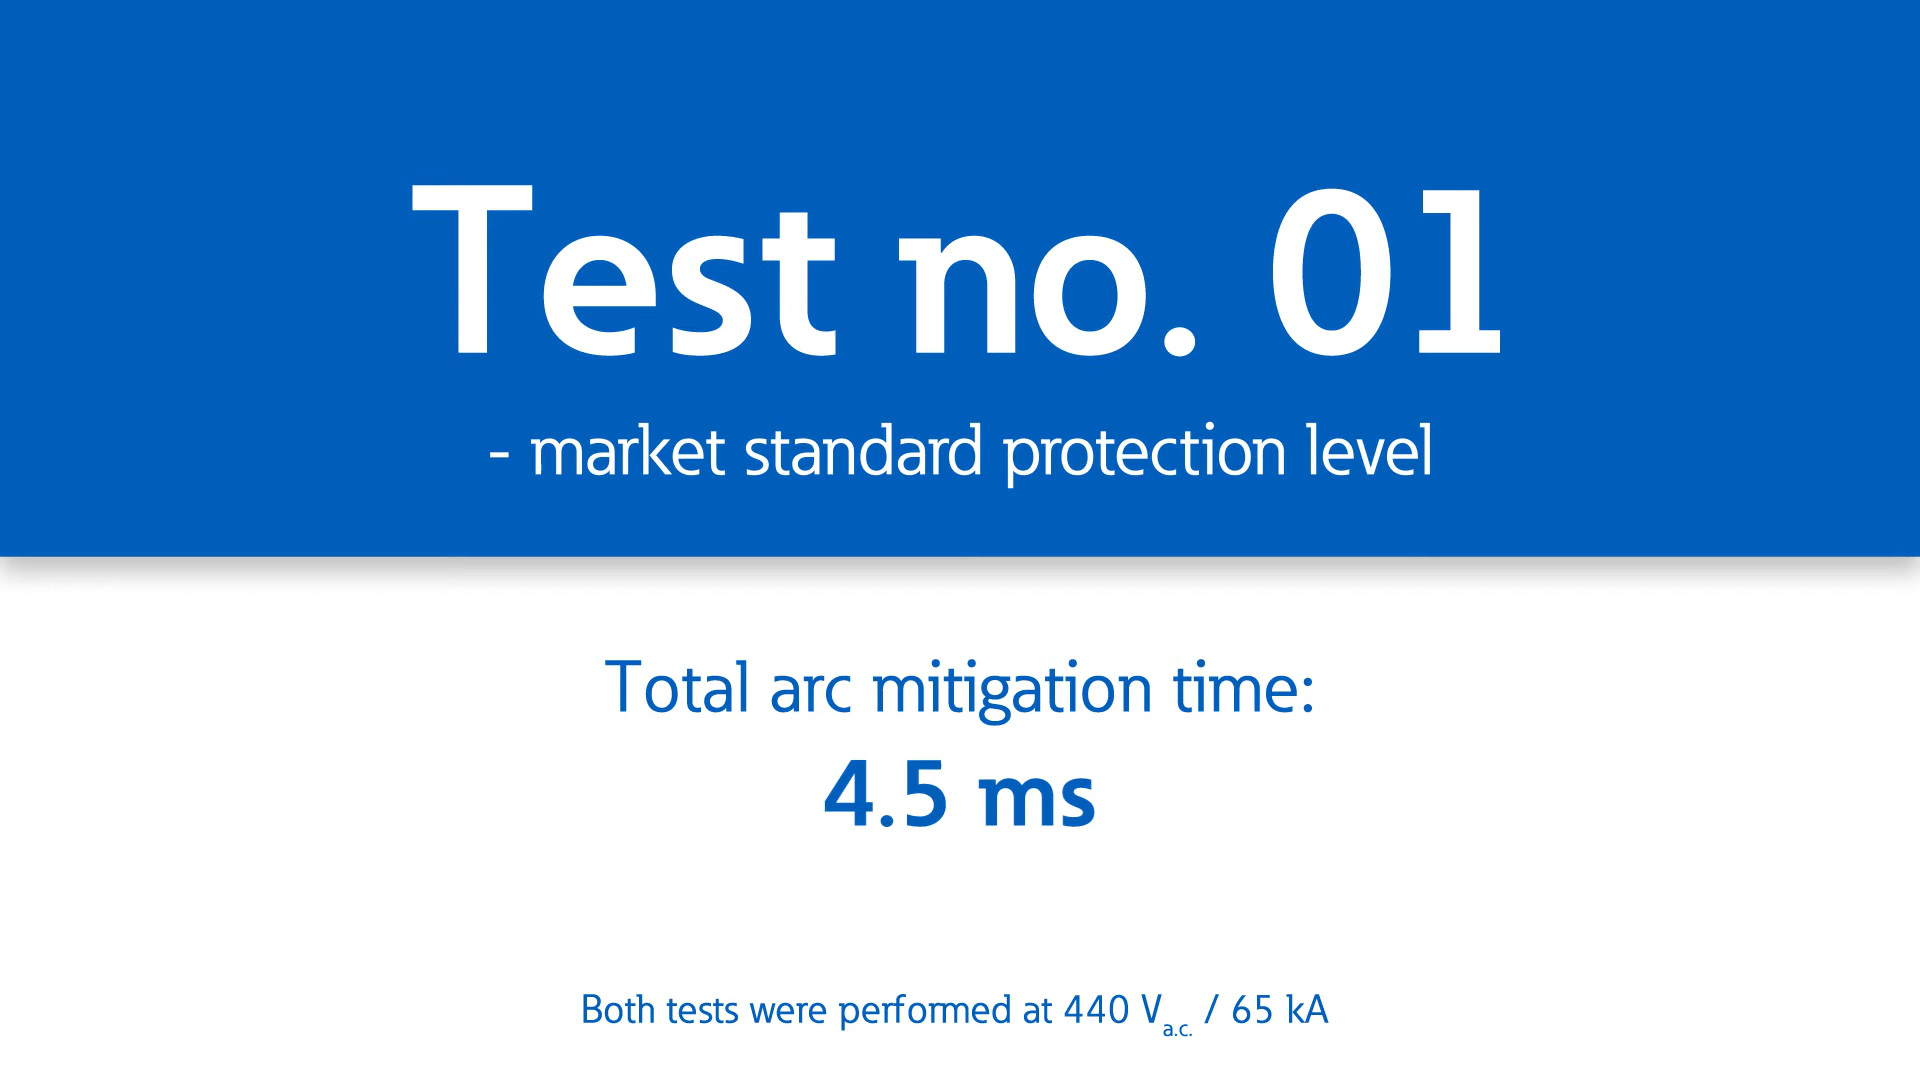 Test no. 01
- market standard protection level
Total arc mitigation time:
4.5 ms
Both tests were performed at 440 Va.c. / 65 kA